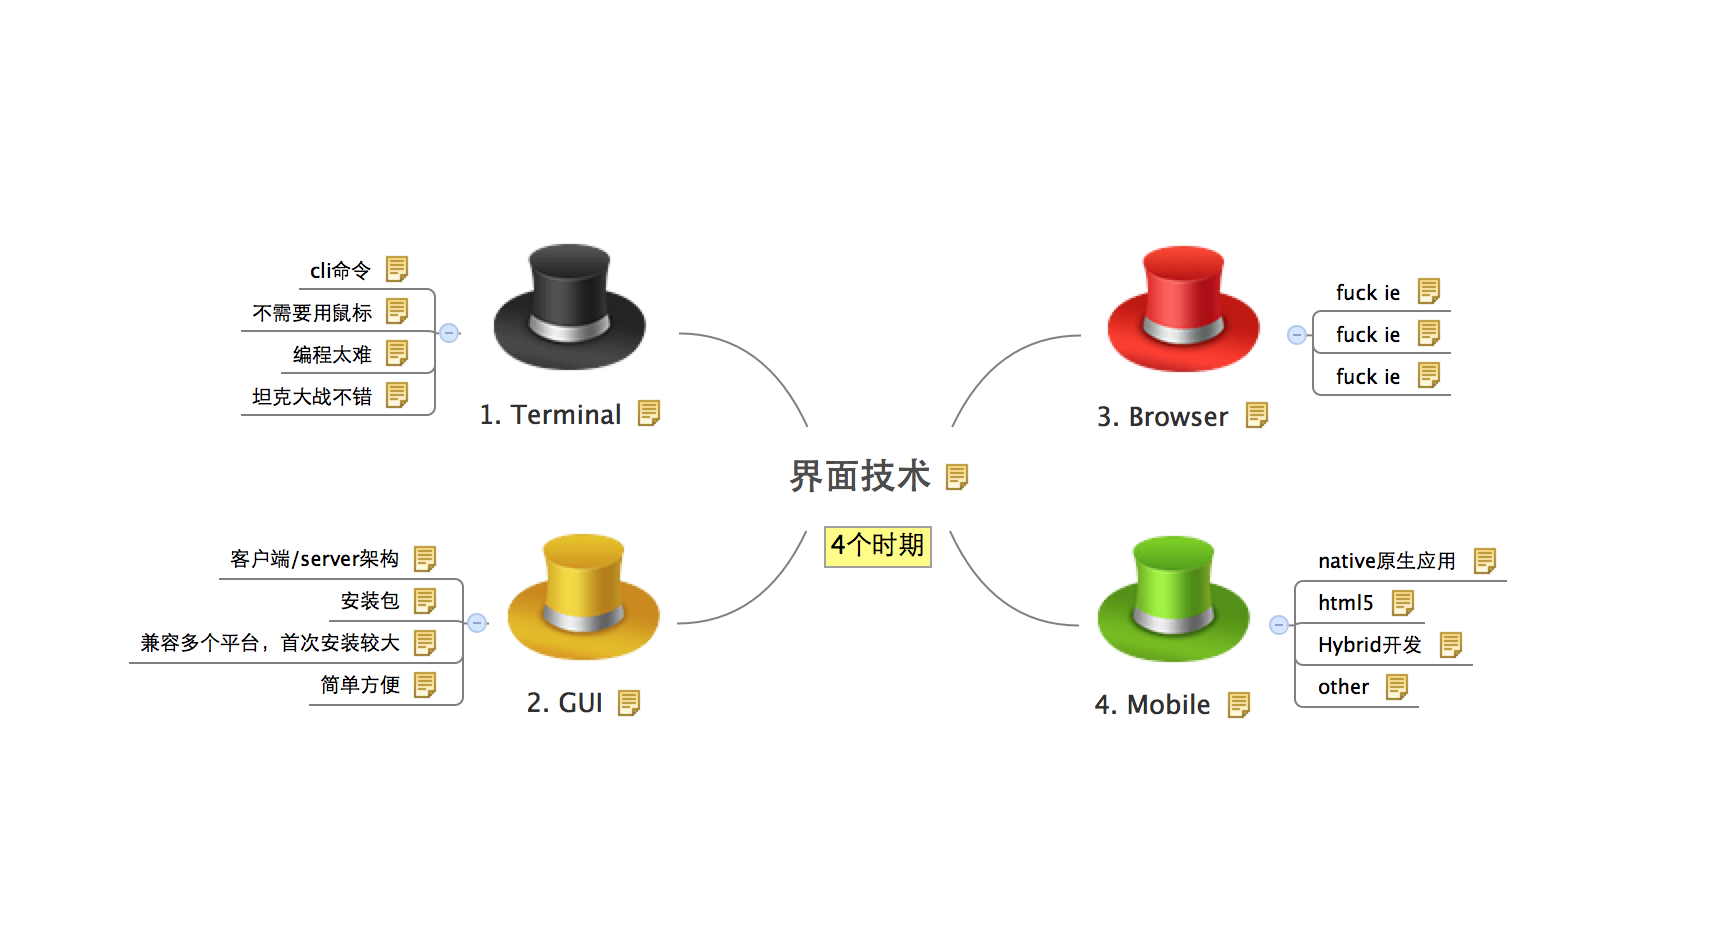 界面技术
4个时期
1. Terminal
cli命令
不需要用鼠标
编程太难
坦克大战不错
2. GUI
客户端/server架构
安装包
兼容多个平台，首次安装较大
简单方便
3. Browser
fuck ie
fuck ie
fuck ie
4. Mobile
native原生应用
html5
Hybrid开发
other